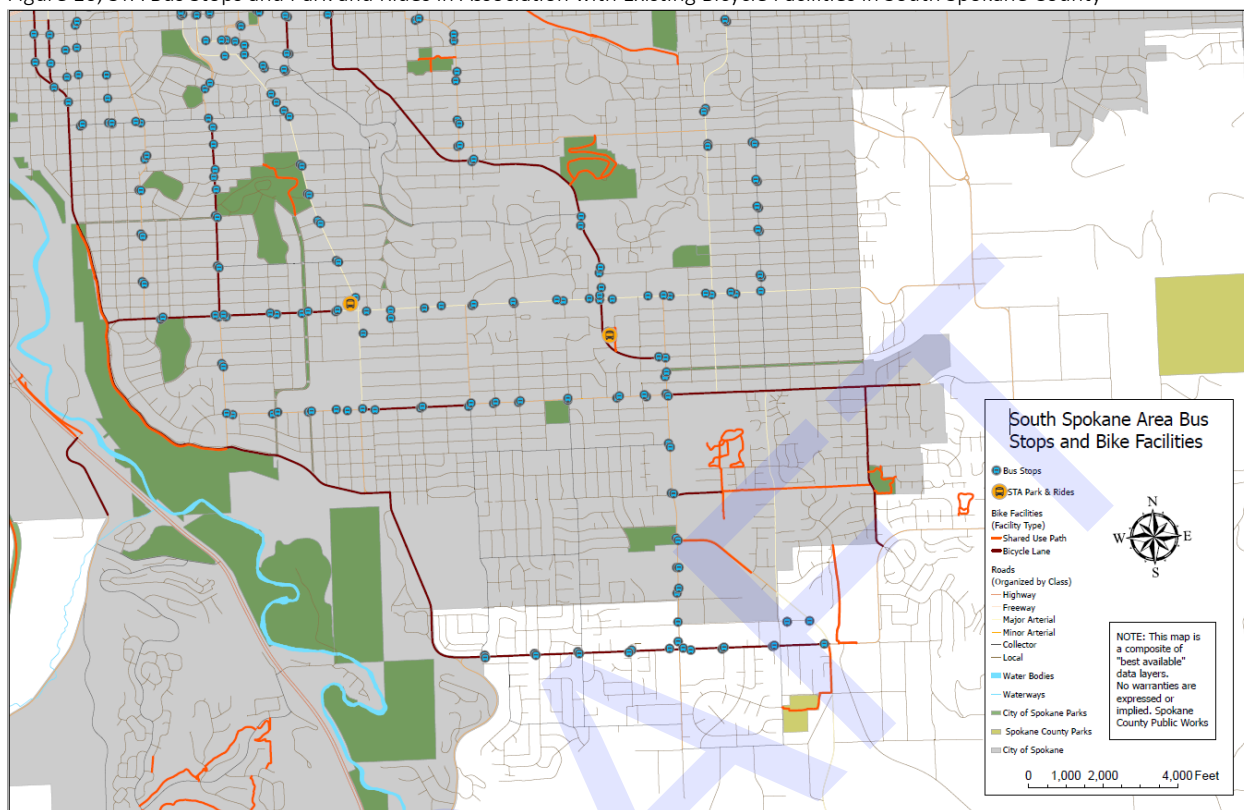 South Spokane Area Bus
Stops and Bike Facilities
Bus Stops
STA Park & Rides
Bike Facilities
(Facility Type)
Shared Use Path
Bicycle Lane
Roads
(Organized by Class)
Highway
Freeway
Major Arterial
Minor Arterial
Collector
Local
Water Bodies
Waterways
City of Spokane Parks
Spokane County Parks
City of Spokane
N
W E
S
NOTE: This map is
a composite of
"best available"
data layers.
No warranties are
expressed or
implied. Spokane
County Public Works
0 1,000 2,000 4,000 Feet